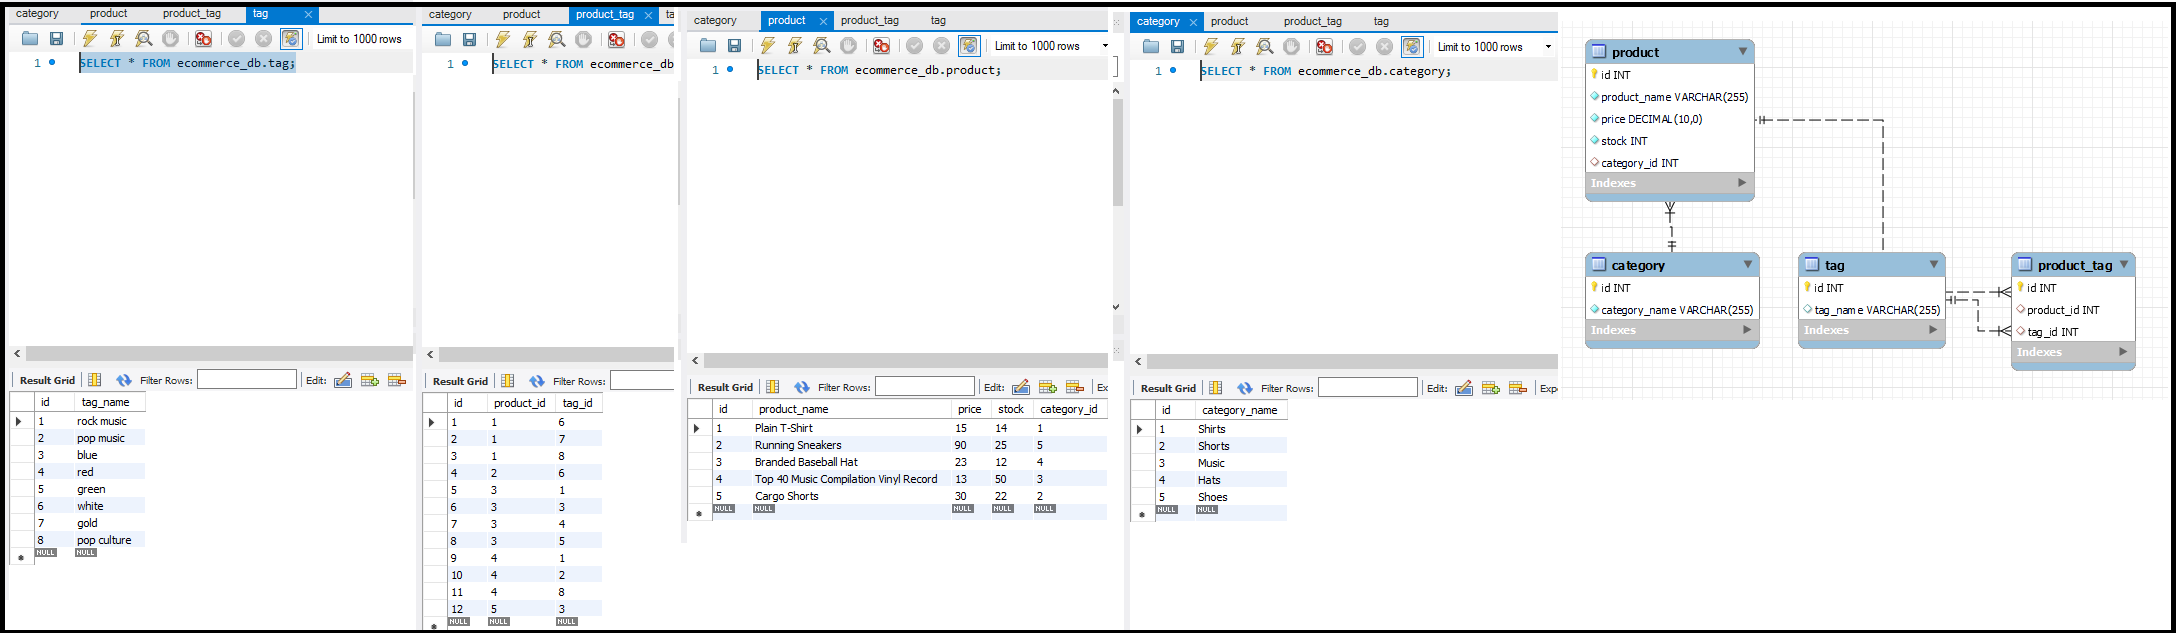 category product product_tag tag
Limit to 1000 rows
1 SELECT * FROM ecommerce_db.tag;
Result Grid Filter Rows: Edit:
id tag_name
1 rock music
2 pop music
3 blue
4 red
5 green
6 white
7 gold
8 pop culture
NULL NULL
category product product_tag ta
1 SELECT * FROM ecommerce_db
Result Grid Filter Rows:
id product_id tag_id
1 1 6
2 1 7
3 1 8
4 2 6
5 3 1
6 3 3
7 3 4
8 3 5
9 4 1
10 4 2
11 4 8
12 5 3
NULL NULL NULL
category product product_tag tag
Limit to 1000 rows
1 SELECT * FROM ecommerce_db.product;
Result Grid Filter Rows: Edit: Ex
id product_name price stock category_id
1 Plain T-Shirt 15 14 1
2 Running Sneakers 90 25 5
3 Branded Baseball Hat 23 12 4
4 Top 40 Music Compilation Vinyl Record 13 50 3
5 Cargo Shorts 30 22 2
NULL NULL NULL NULL NULL
category product product_tag tag
Limit to 1000 rows
1 SELECT * FROM ecommerce_db.category;
Result Grid Filter Rows: Edit: Expo
id category_name
1 Shirts
2 Shorts
3 Music
4 Hats
5 Shoes
NULL NULL
product
id INT
product_name VARCHAR(255)
price DECIMAL(10,0)
stock INT
category_id INT
Indexes
category
id INT
category_name VARCHAR(255)
Indexes
tag
id INT
tag_name VARCHAR(255)
Indexes
product_tag
id INT
product_id INT
tag_id INT
Indexes